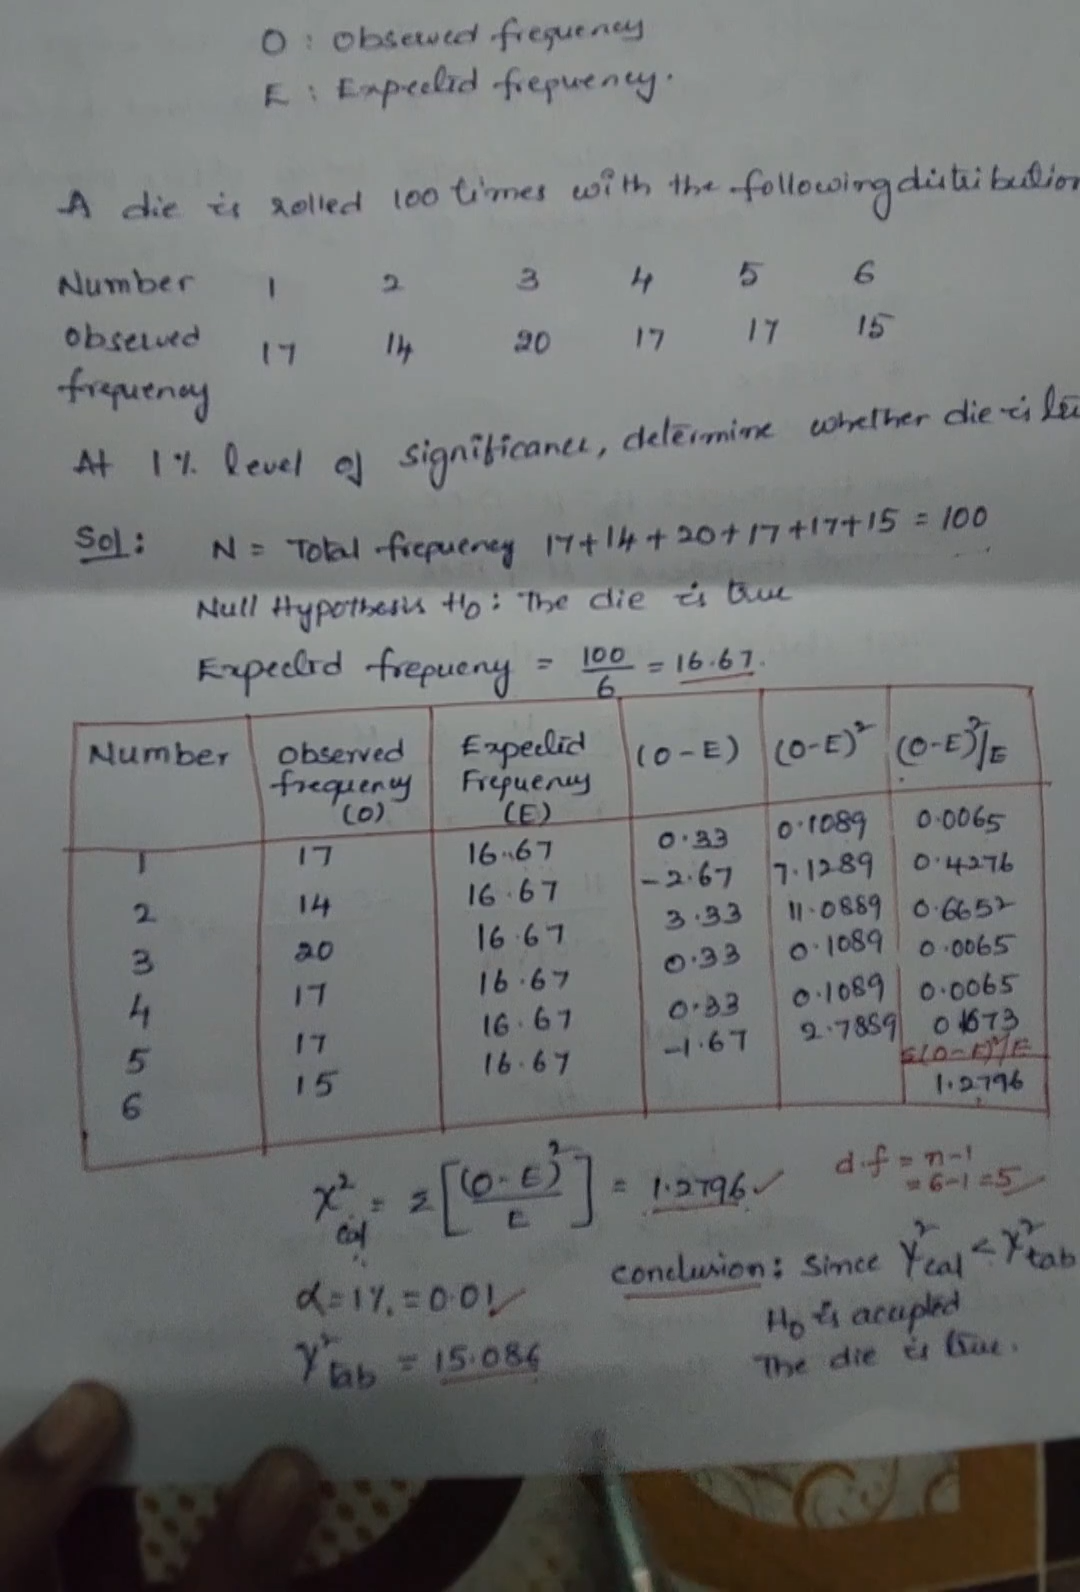 O : Observed frequency
E : Expected frequency.
A die is rolled 100 times with the following distribution
Number 1 2 3 4 5 6
Observed frequency 17 14 20 17 17 15
At 1% level of significance, determine whether die is
Sol: N = Total frequency 17+14+20+17+17+15 = 100
Null Hypothesis H₀ : The die is true
Expected frequency = 100/6 = 16.67.
Number Observed frequency (O) Expected Frequency (E) (O-E) (O-E)² (O-E)²/E
1 17 16.67 0.33 0.1089 0.0065
2 14 16.67 -2.67 7.1289 0.4276
3 20 16.67 3.33 11.0889 0.6652
4 17 16.67 0.33 0.1089 0.0065
5 17 16.67 0.33 0.1089 0.0065
6 15 16.67 -1.67 2.7889 0.1673
Σ(O-E)²/E
1.2796
χ²cal = Σ[(O-E)²/E] = 1.2796 ✓
d.f = n-1
= 6-1 = 5
α = 1% = 0.01 ✓
χ²tab = 15.086
Conclusion : Since χ²cal < χ²tab
H₀ is accepted
The die is true.